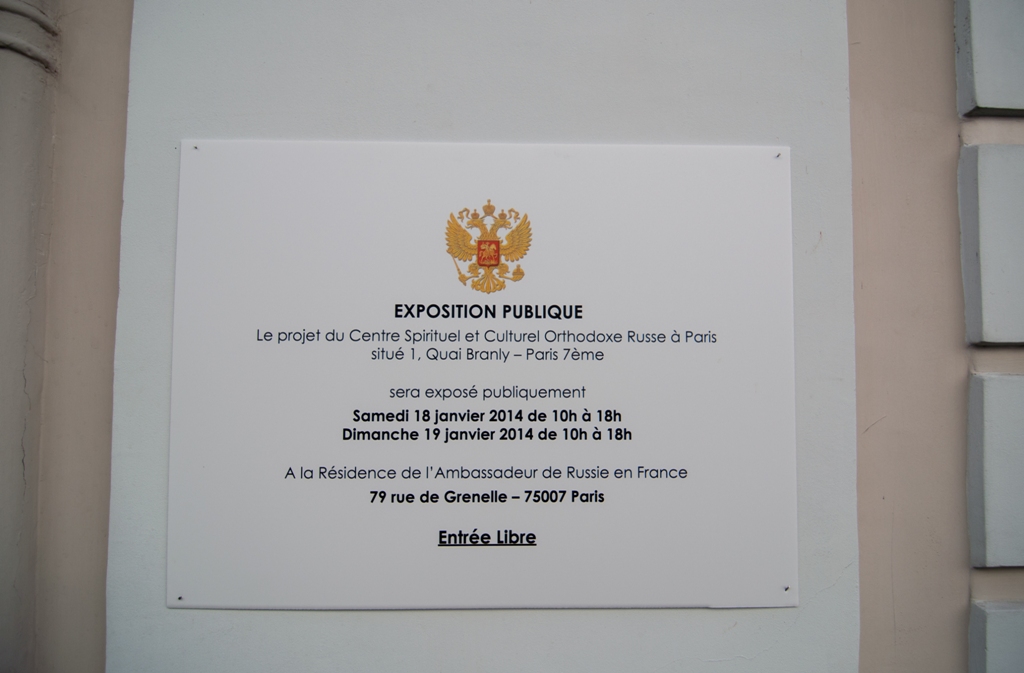 EXPOSITION PUBLIQUE
Le projet du Centre Spirituel et Culturel Orthodoxe Russe à Paris
situé 1, Quai Branly – Paris 7ème
sera exposé publiquement
Samedi 18 janvier 2014 de 10h à 18h
Dimanche 19 janvier 2014 de 10h à 18h
A la Résidence de l'Ambassadeur de Russie en France
79 rue de Grenelle – 75007 Paris
Entrée Libre